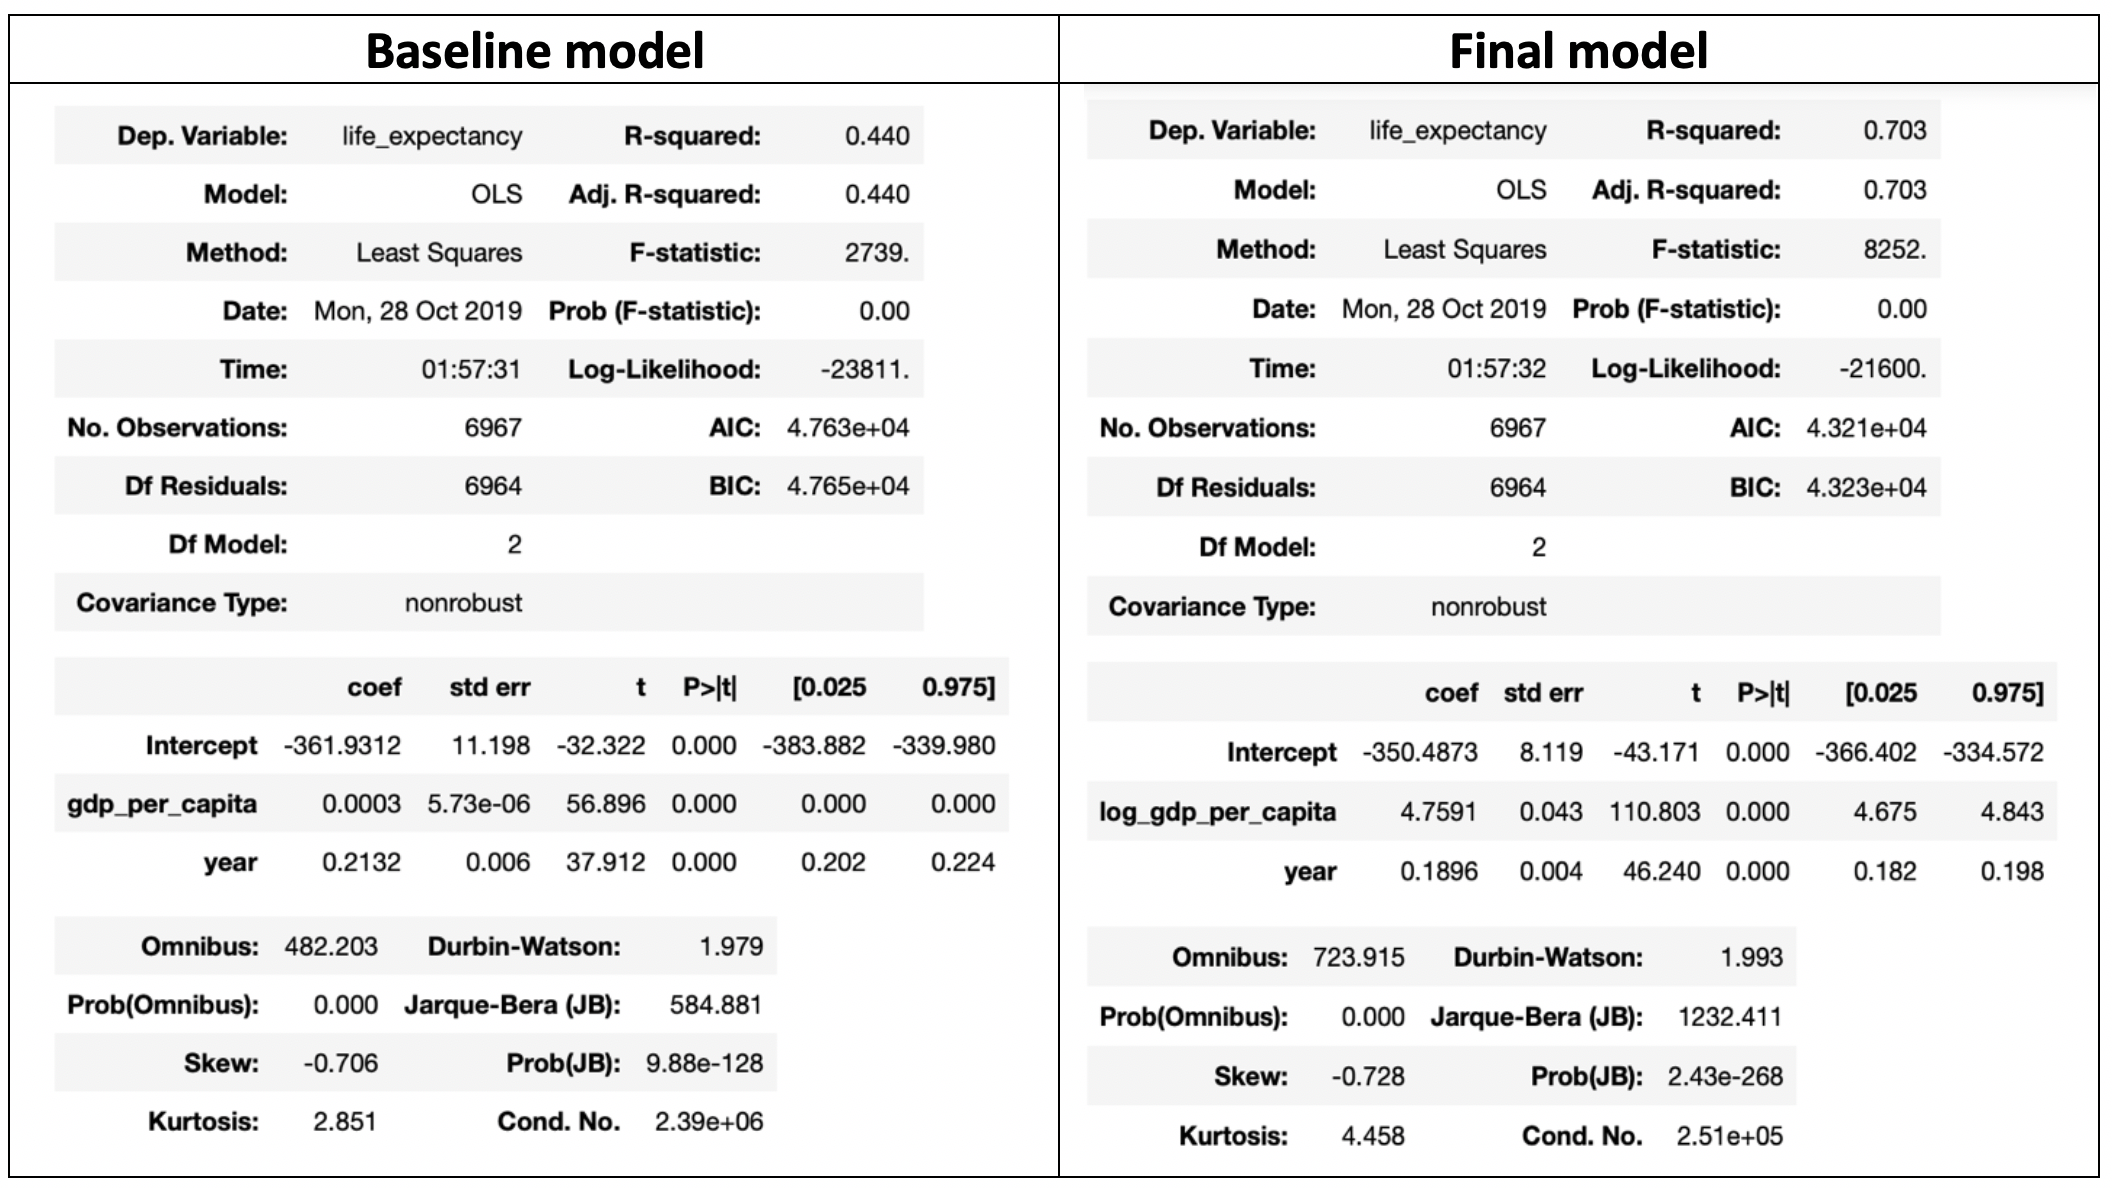 Baseline model
Dep. Variable: life_expectancy R-squared: 0.440
Model: OLS Adj. R-squared: 0.440
Method: Least Squares F-statistic: 2739.
Date: Mon, 28 Oct 2019 Prob (F-statistic): 0.00
Time: 01:57:31 Log-Likelihood: -23811.
No. Observations: 6967 AIC: 4.763e+04
Df Residuals: 6964 BIC: 4.765e+04
Df Model: 2
Covariance Type: nonrobust
coef std err t P>|t| [0.025 0.975]
Intercept -361.9312 11.198 -32.322 0.000 -383.882 -339.980
gdp_per_capita 0.0003 5.73e-06 56.896 0.000 0.000 0.000
year 0.2132 0.006 37.912 0.000 0.202 0.224
Omnibus: 482.203 Durbin-Watson: 1.979
Prob(Omnibus): 0.000 Jarque-Bera (JB): 584.881
Skew: -0.706 Prob(JB): 9.88e-128
Kurtosis: 2.851 Cond. No. 2.39e+06
Final model
Dep. Variable: life_expectancy R-squared: 0.703
Model: OLS Adj. R-squared: 0.703
Method: Least Squares F-statistic: 8252.
Date: Mon, 28 Oct 2019 Prob (F-statistic): 0.00
Time: 01:57:32 Log-Likelihood: -21600.
No. Observations: 6967 AIC: 4.321e+04
Df Residuals: 6964 BIC: 4.323e+04
Df Model: 2
Covariance Type: nonrobust
coef std err t P>|t| [0.025 0.975]
Intercept -350.4873 8.119 -43.171 0.000 -366.402 -334.572
log_gdp_per_capita 4.7591 0.043 110.803 0.000 4.675 4.843
year 0.1896 0.004 46.240 0.000 0.182 0.198
Omnibus: 723.915 Durbin-Watson: 1.993
Prob(Omnibus): 0.000 Jarque-Bera (JB): 1232.411
Skew: -0.728 Prob(JB): 2.43e-268
Kurtosis: 4.458 Cond. No. 2.51e+05